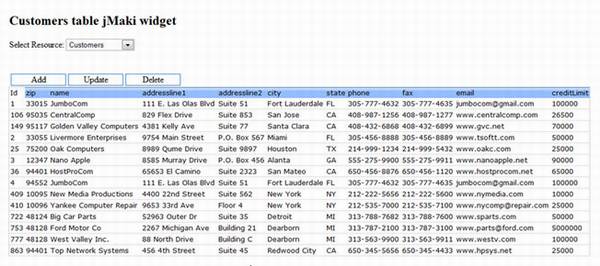 Customers table jMaki widget
Select Resource: Customers
Add Update Delete
Id zip name addressline1 addressline2 city state phone fax email creditLimit
1 33015 JumboCom 111 E. Las Olas Blvd Suite 51 Fort Lauderdale FL 305-777-4632 305-777-4635 jumbocom@gmail.com 100000
106 95035 CentralComp 829 Flex Drive Suite 853 San Jose CA 408-987-1256 408-987-1277 www.centralcomp.com 26500
149 95117 Golden Valley Computers 4381 Kelly Ave Suite 77 Santa Clara CA 408-432-6868 408-432-6899 www.gvc.net 70000
2 33055 Livermore Enterprises 9754 Main Street P.O. Box 567 Miami FL 305-456-8888 305-456-8889 www.tsoftt.com 50000
25 75200 Oak Computers 8989 Qume Drive Suite 9897 Houston TX 214-999-1234 214-999-5432 www.oakc.com 25000
3 12347 Nano Apple 8585 Murray Drive P.O. Box 456 Alanta GA 555-275-9900 555-275-9911 www.nanoapple.net 90000
36 94401 HostProCom 65653 El Camino Suite 2323 San Mateo CA 650-456-8876 650-456-1120 www.hostprocom.net 65000
4 94552 JumboCom 111 E. Las Olas Blvd Suite 51 Fort Lauderdale FL 305-777-4632 305-777-4635 jumbocom@gmail.com 100000
409 10095 New Media Productions 4400 22nd Street Suite 562 New York NY 212-222-5656 212-222-5600 www.nymedia.com 10000
410 10096 Yankee Computer Repair 9653 33rd Ave Floor 4 New York NY 212-535-7000 212-535-7100 www.nycomp@repair.com 25000
722 48124 Big Car Parts 52963 Outer Dr Suite 35 Detroit MI 313-788-7682 313-788-7600 www.sparts.com 50000
753 48128 Ford Motor Co 2267 Michigan Ave Building 21 Dearborn MI 313-787-2100 313-787-3000 www.parts@ford.com 5000000
777 48128 West Valley Inc. 88 North Drive Building C Dearborn MI 313-563-9900 313-563-9911 www.westv.com 100000
863 94401 Top Network Systems 456 4th Street Suite 45 Redwood City CA 650-345-5656 650-345-4433 www.hpsys.net 25000